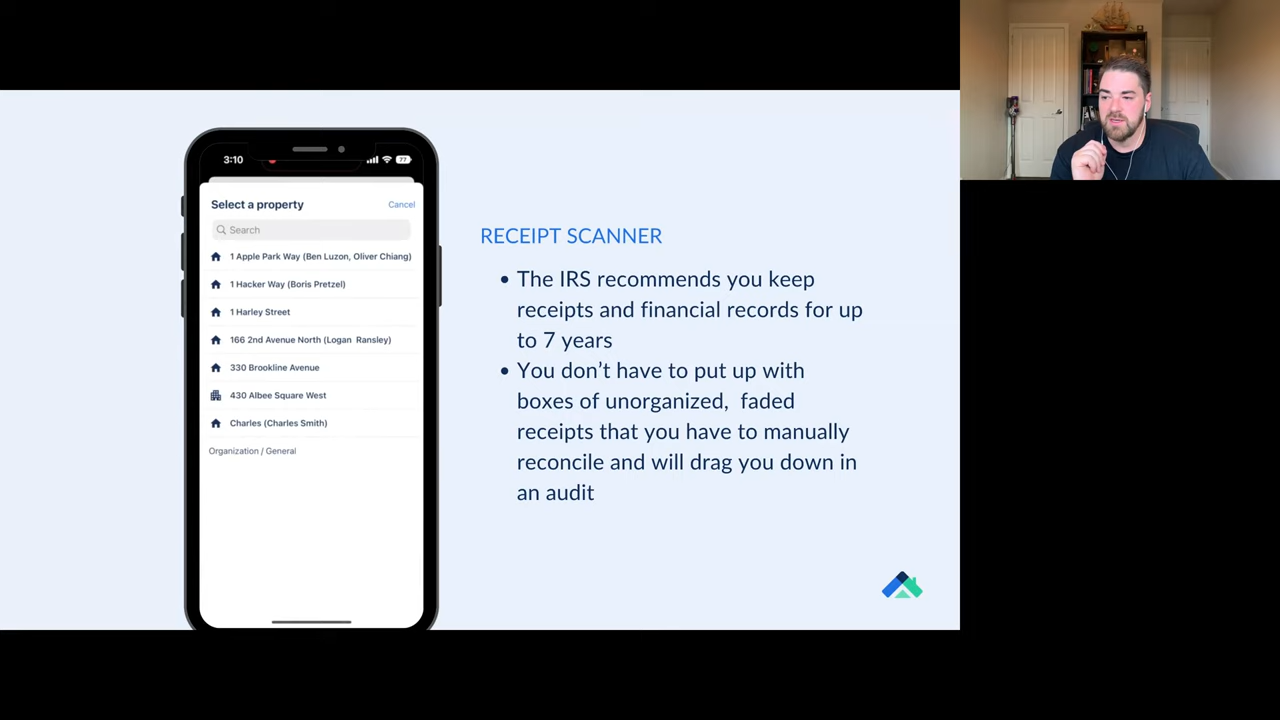 3:10
77
Select a property
Cancel
Search
1 Apple Park Way (Ben Luzon, Oliver Chiang)
1 Hacker Way (Boris Pretzel)
1 Harley Street
166 2nd Avenue North (Logan  Ransley)
330 Brookline Avenue
430 Albee Square West
Charles (Charles Smith)
Organization / General
RECEIPT SCANNER
• The IRS recommends you keep
receipts and financial records for up
to 7 years
• You don’t have to put up with
boxes of unorganized,  faded
receipts that you have to manually
reconcile and will drag you down in
an audit